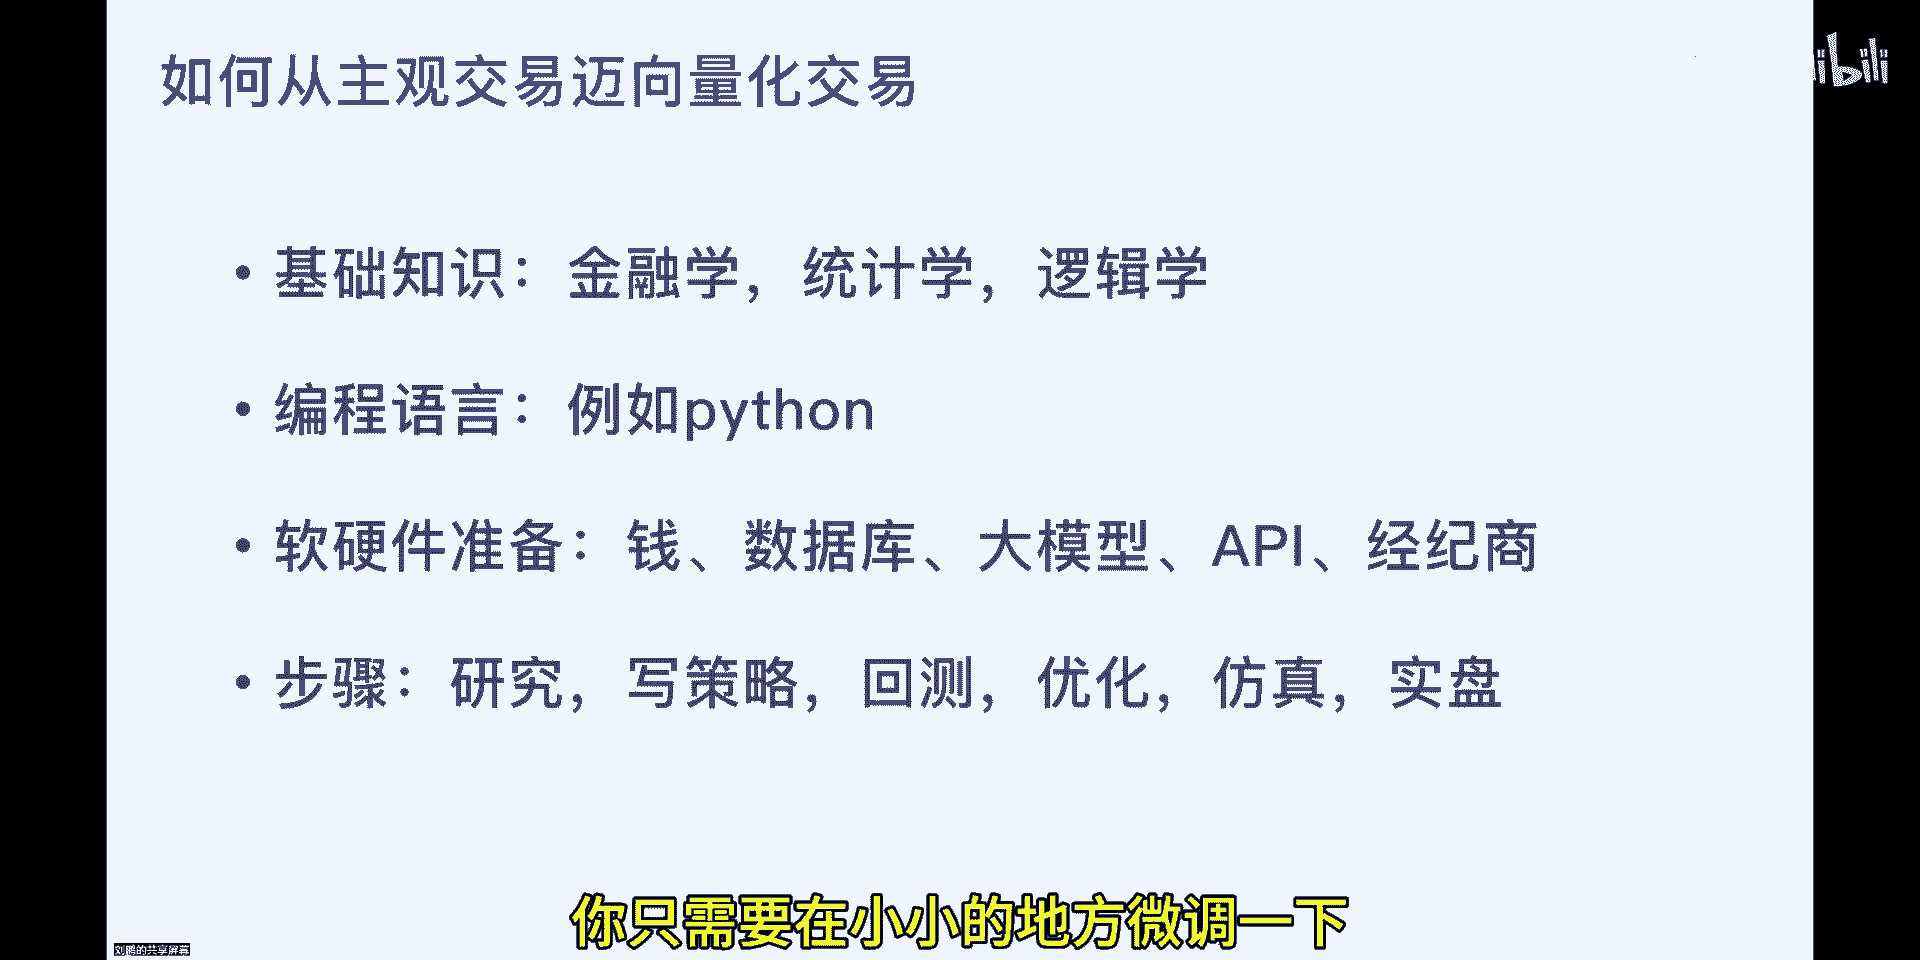 如何从主观交易迈向量化交易
bili
• 基础知识：金融学，统计学，逻辑学
• 编程语言：例如python
• 软硬件准备：钱、数据库、大模型、API、经纪商
• 步骤：研究，写策略，回测，优化，仿真，实盘
你只需要在小小的地方微调一下
刘鹏的共享屏幕